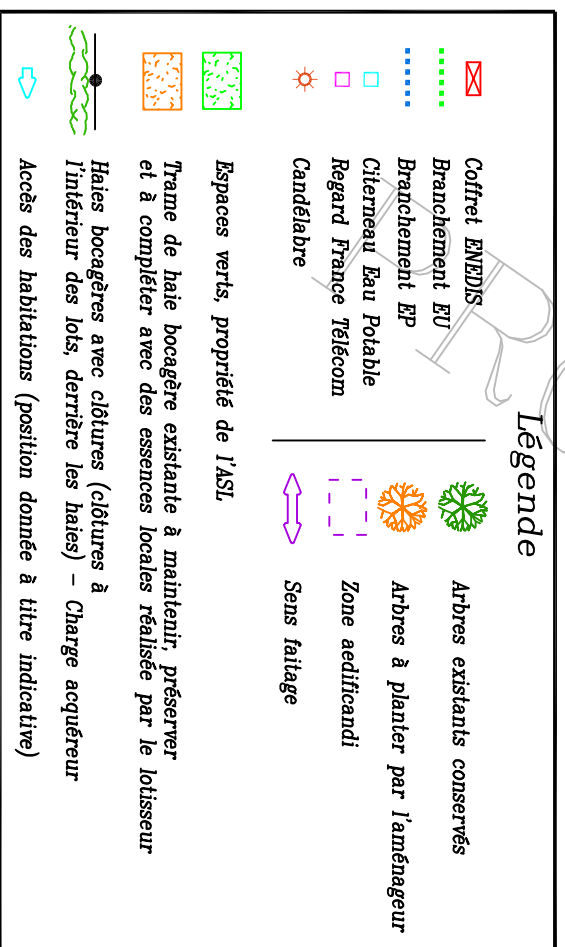 Légende
Coffret ENEDIS
Branchement EU
Branchement EP
Citerneau Eau Potable
Regard France Télécom
Candélabre
Arbres existants conservés
Arbres à planter par l'aménageur
Zone aedificandi
Sens faitage
Espaces verts, propriété de l'ASL
Trame de haie bocagère existante à maintenir, préserver
et à compléter avec des essences locales réalisée par le lotisseur
Haies bocagères avec clôtures (clôtures à
l'intérieur des lots, derrière les haies) – Charge acquéreur
Accès des habitations (position donnée à titre indicative)